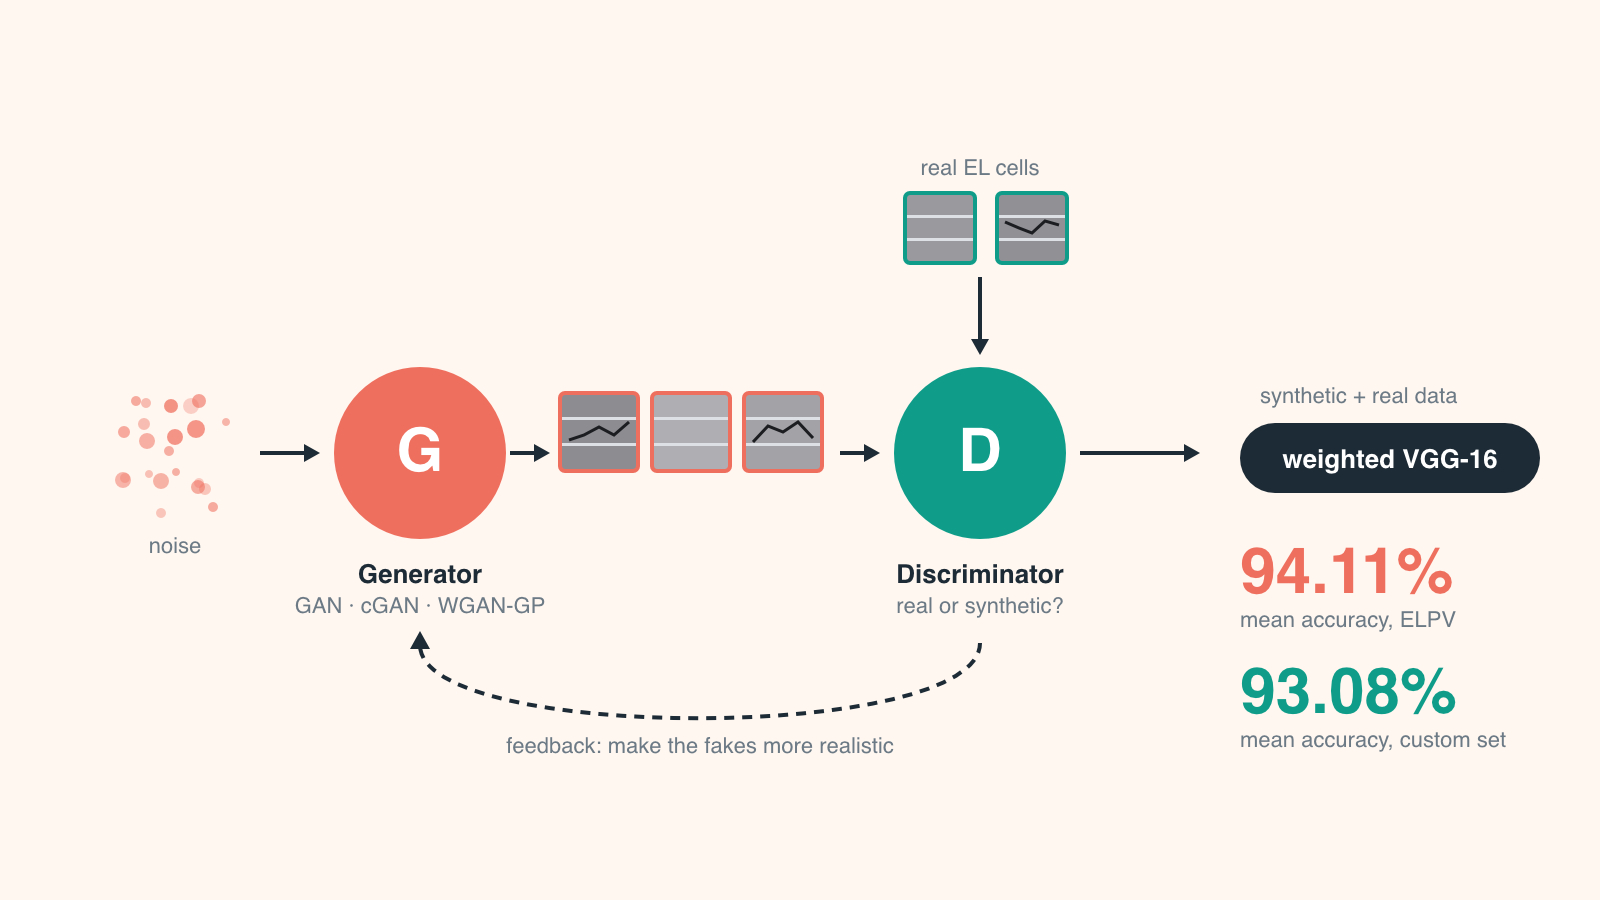 real EL cells
G
D
noise
Generator
GAN · cGAN · WGAN-GP
Discriminator
real or synthetic?
feedback: make the fakes more realistic
synthetic + real data
weighted VGG-16
94.11%
mean accuracy, ELPV
93.08%
mean accuracy, custom set